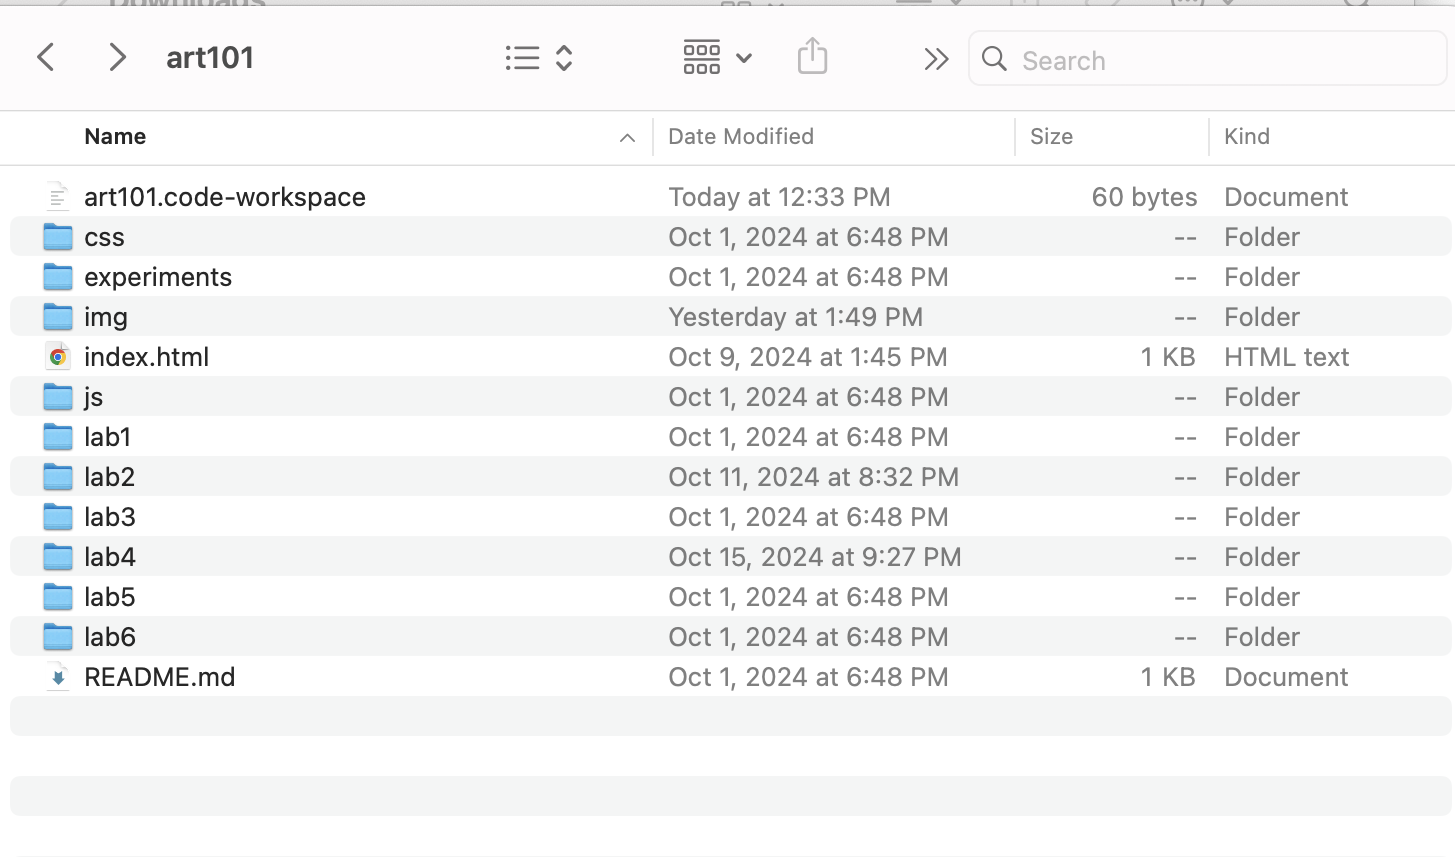 Downloads
art101
Search
Name Date Modified Size Kind
art101.code-workspace Today at 12:33 PM 60 bytes Document
css Oct 1, 2024 at 6:48 PM -- Folder
experiments Oct 1, 2024 at 6:48 PM -- Folder
img Yesterday at 1:49 PM -- Folder
index.html Oct 9, 2024 at 1:45 PM 1 KB HTML text
js Oct 1, 2024 at 6:48 PM -- Folder
lab1 Oct 1, 2024 at 6:48 PM -- Folder
lab2 Oct 11, 2024 at 8:32 PM -- Folder
lab3 Oct 1, 2024 at 6:48 PM -- Folder
lab4 Oct 15, 2024 at 9:27 PM -- Folder
lab5 Oct 1, 2024 at 6:48 PM -- Folder
lab6 Oct 1, 2024 at 6:48 PM -- Folder
README.md Oct 1, 2024 at 6:48 PM 1 KB Document